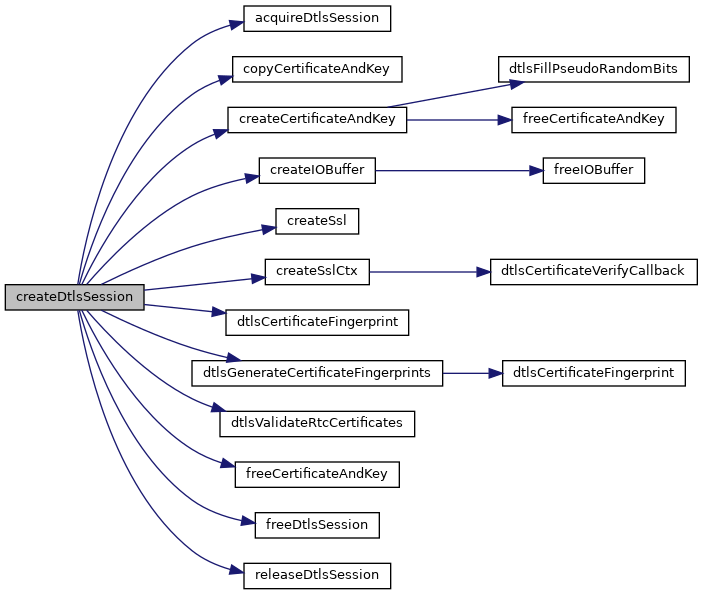 acquireDtlsSession
copyCertificateAndKey
dtlsFillPseudoRandomBits
createCertificateAndKey
freeCertificateAndKey
createIOBuffer
freeIOBuffer
createSsl
createSslCtx
dtlsCertificateVerifyCallback
createDtlsSession
dtlsCertificateFingerprint
dtlsGenerateCertificateFingerprints
dtlsCertificateFingerprint
dtlsValidateRtcCertificates
freeCertificateAndKey
freeDtlsSession
releaseDtlsSession